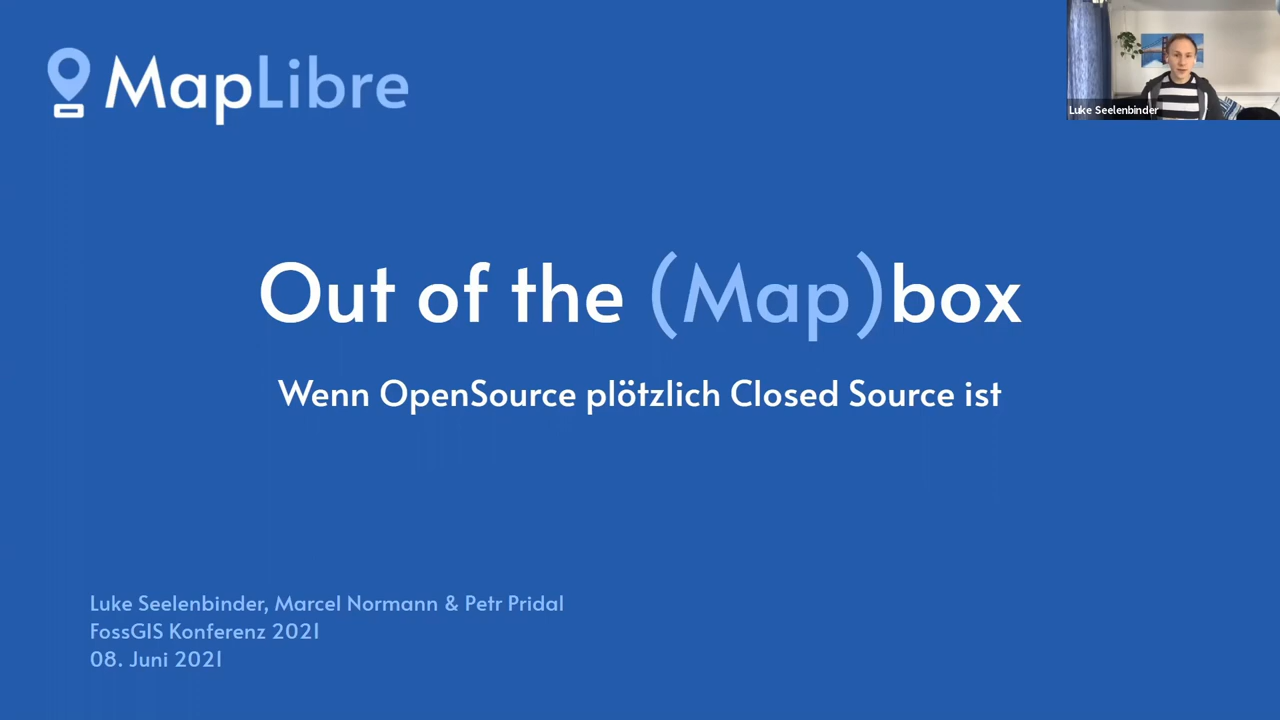 MapLibre
Luke Seelenbinder
Out of the (Map)box
Wenn OpenSource plötzlich Closed Source ist
Luke Seelenbinder, Marcel Normann & Petr Pridal
FossGIS Konferenz 2021
08. Juni 2021